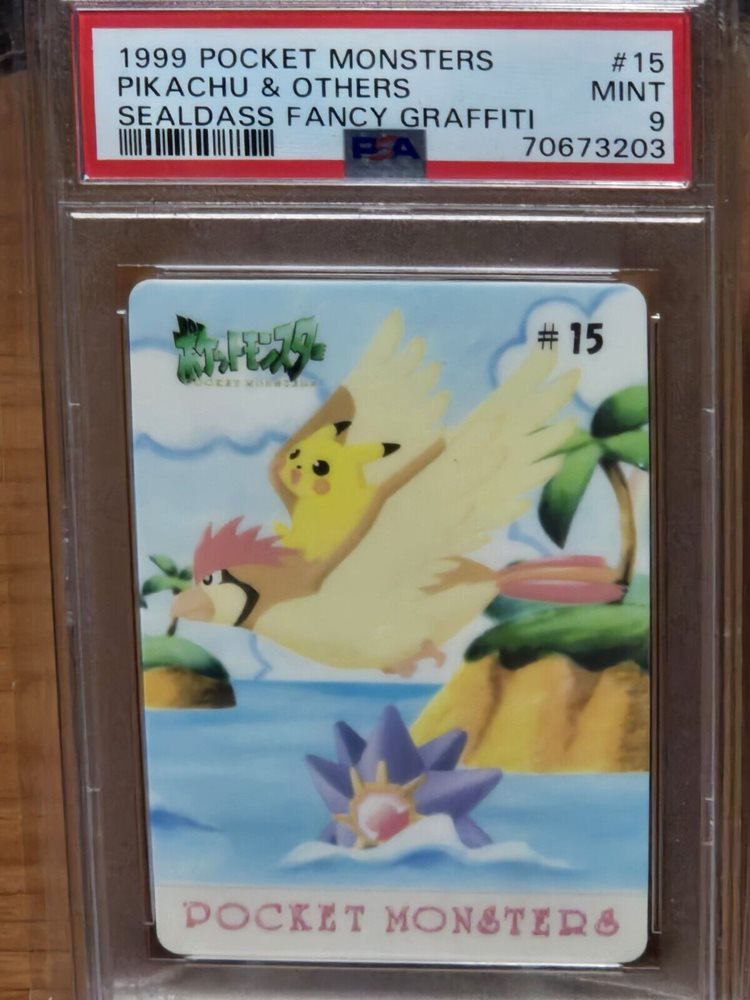 1999 POCKET MONSTERS #15
PIKACHU & OTHERS MINT
SEALDASS FANCY GRAFFITI 9
PSA 70673203
ポケットモンスター
POCKET MONSTERS
#15
POCKET MONSTERS